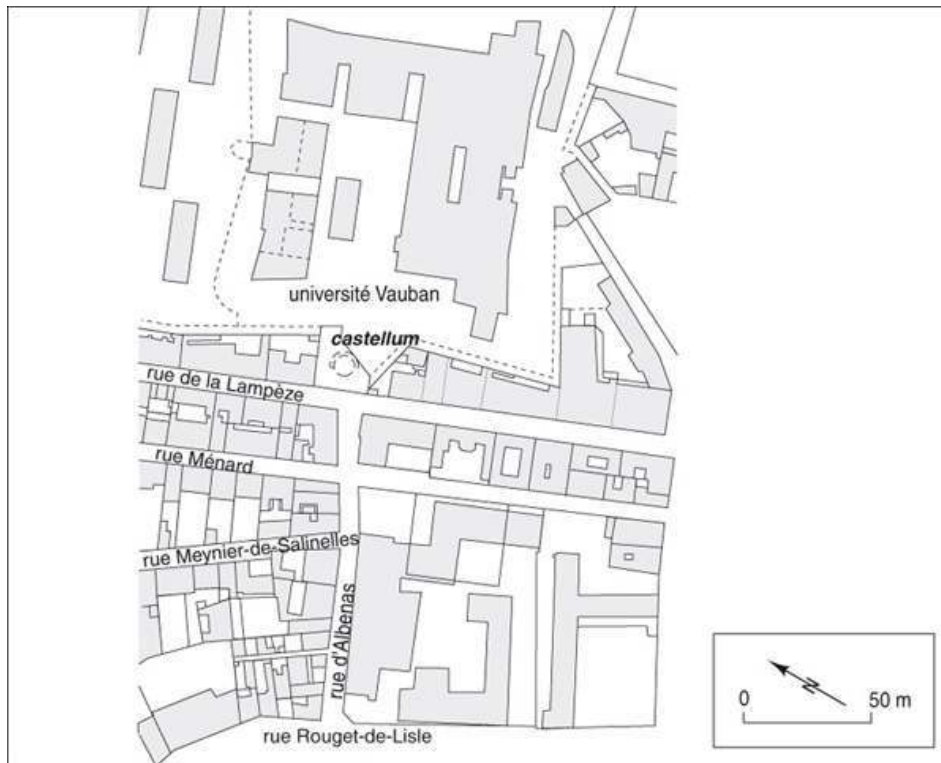 université Vauban
castellum
rue de la Lampèze
rue Ménard
rue Meynier-de-Salinelles
rue d'Albenas
rue Rouget-de-Lisle
N
0 50 m